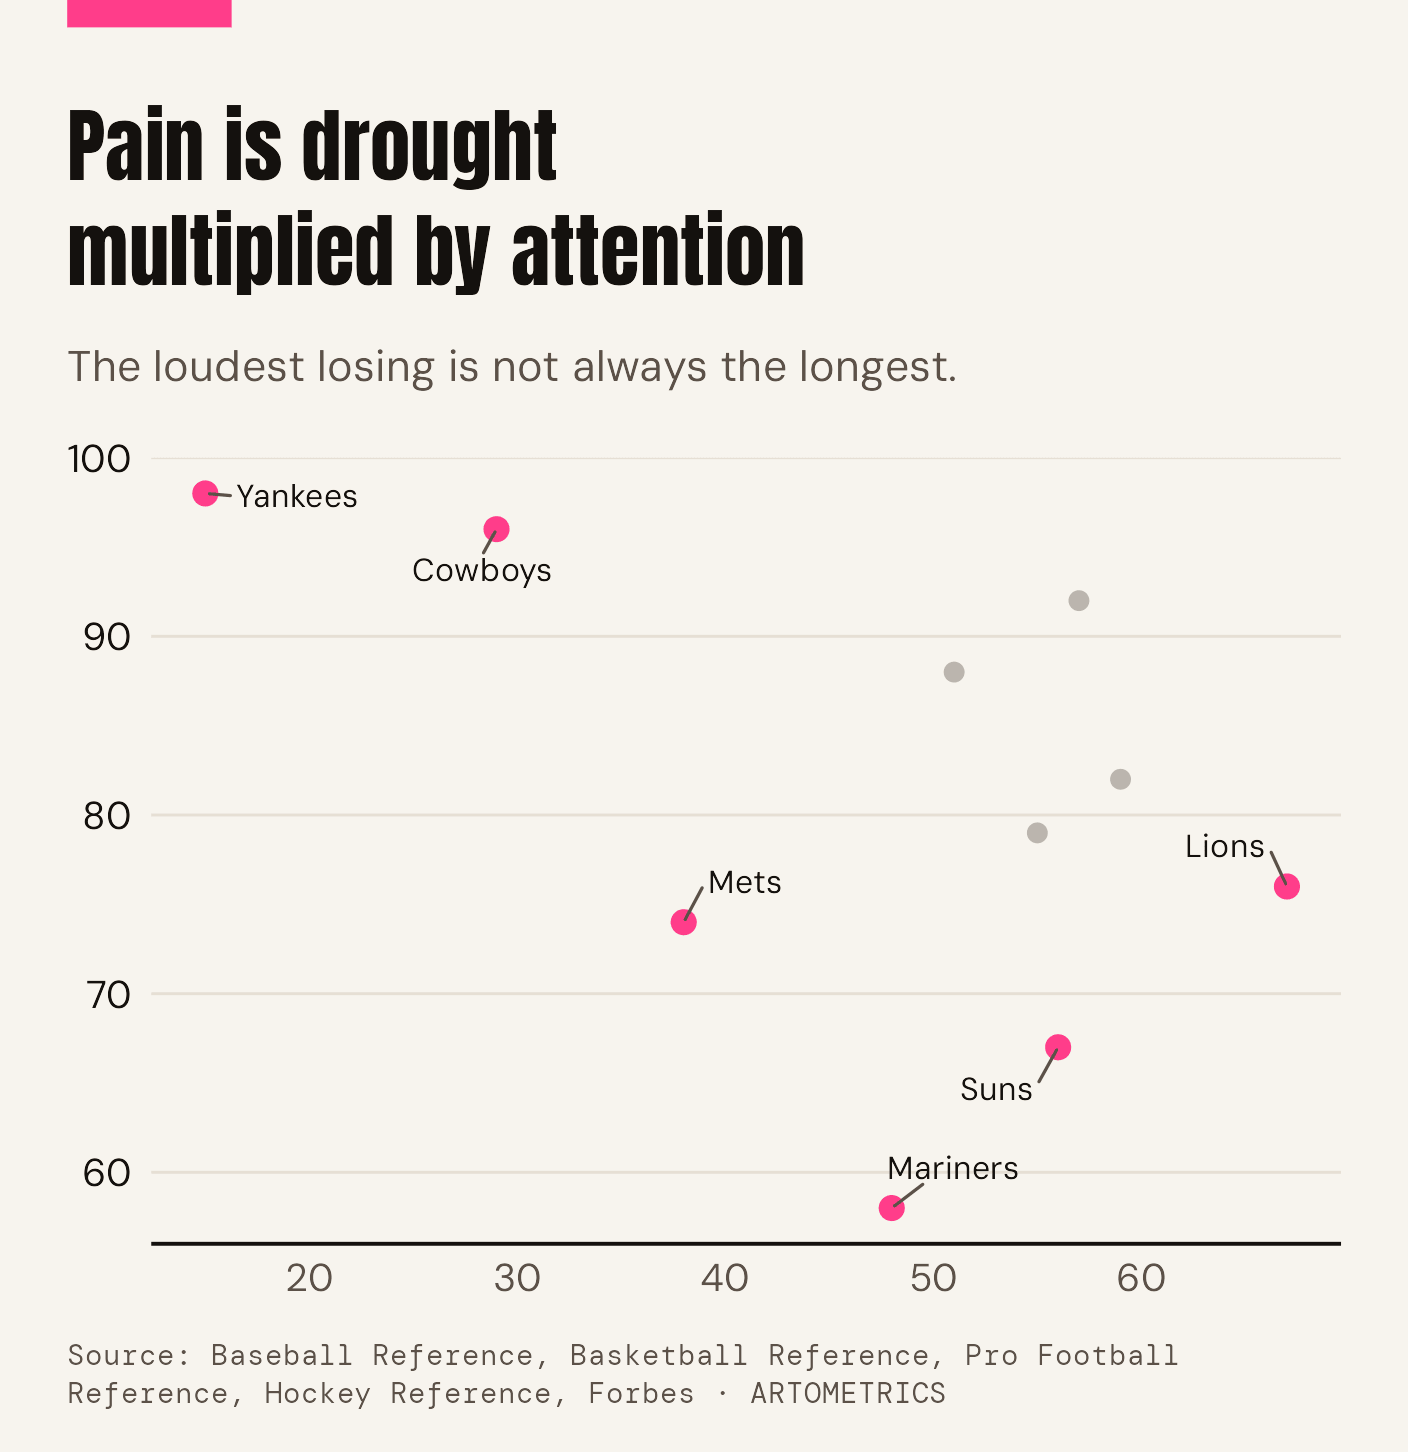 Pain is drought
multiplied by attention
The loudest losing is not always the longest.
100
Yankees
Cowboys
90
80
Lions
Mets
70
Suns
60
Mariners
20 30 40 50 60
Source: Baseball Reference, Basketball Reference, Pro Football
Reference, Hockey Reference, Forbes · ARTOMETRICS